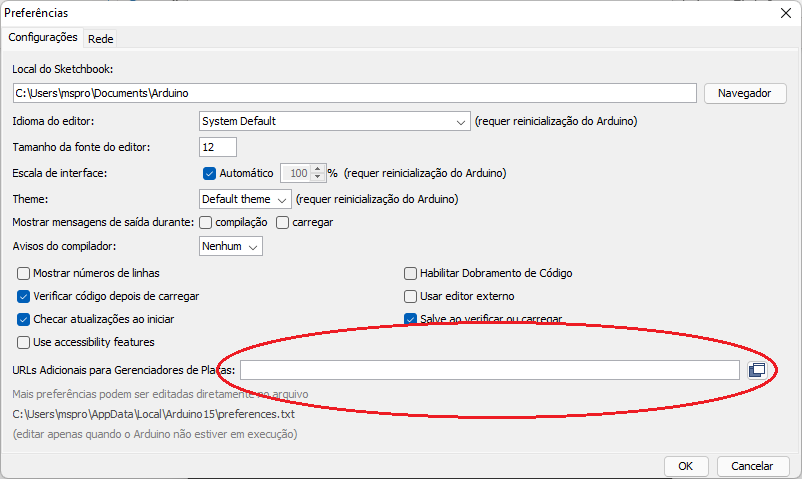 Preferências
Configurações Rede
Local do Sketchbook:
C:\Users\mspro\Documents\Arduino Navegador
Idioma do editor: System Default (requer reinicialização do Arduino)
Tamanho da fonte do editor: 12
Escala de interface: Automático 100 % (requer reinicialização do Arduino)
Theme: Default theme (requer reinicialização do Arduino)
Mostrar mensagens de saída durante: compilação carregar
Avisos do compilador: Nenhum
Mostrar números de linhas Habilitar Dobramento de Código
Verificar código depois de carregar Usar editor externo
Checar atualizações ao iniciar Salve ao verificar ou carregar
Use accessibility features
URLs Adicionais para Gerenciadores de Placas:
Mais preferências podem ser editadas diretamente no arquivo
C:\Users\mspro\AppData\Local\Arduino15\preferences.txt
(editar apenas quando o Arduino não estiver em execução)
OK Cancelar